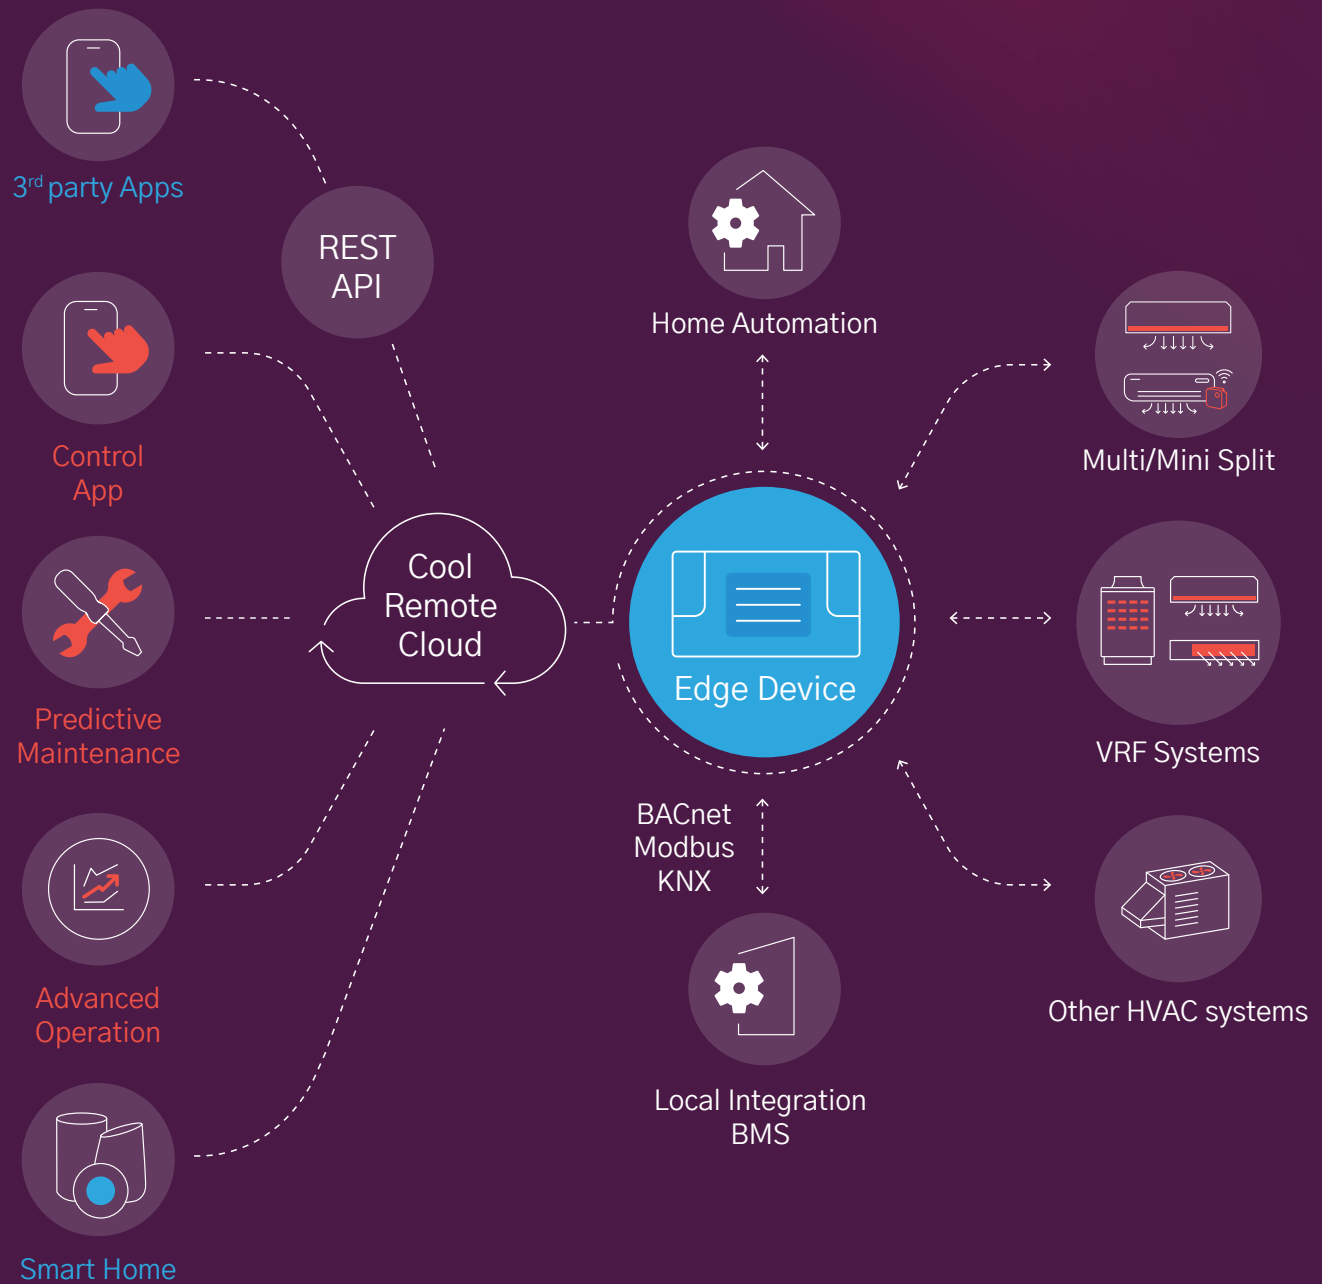 3rd party Apps
REST
API
Control
App
Predictive
Maintenance
Advanced
Operation
Smart Home
Cool
Remote
Cloud
Home Automation
Edge Device
BACnet
Modbus
KNX
Local Integration
BMS
Multi/Mini Split
VRF Systems
Other HVAC systems